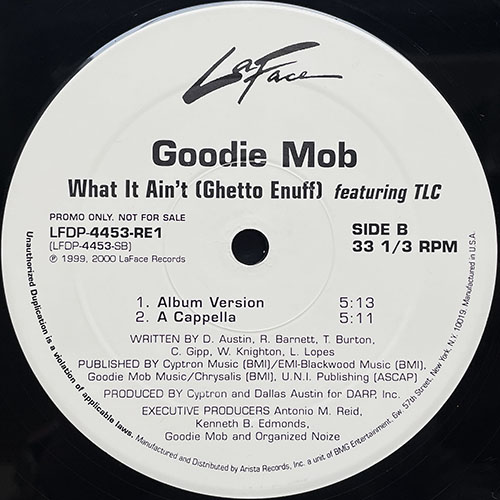 LaFace
Goodie Mob
What It Ain't (Ghetto Enuff) featuring TLC
PROMO ONLY. NOT FOR SALE
LFDP-4453-RE1
(LFDP-4453-SB)
℗ 1999, 2000 LaFace Records
SIDE B
33 1/3 RPM
1. Album Version 5:13
2. A Cappella 5:11
WRITTEN BY D. Austin, R. Barnett, T. Burton,
C. Gipp, W. Knighton, L. Lopes
PUBLISHED BY Cyptron Music (BMI)/EMI-Blackwood Music (BMI),
Goodie Mob Music/Chrysalis (BMI), U.N.I. Publishing (ASCAP)
PRODUCED BY Cyptron and Dallas Austin for DARP, Inc.
EXECUTIVE PRODUCERS Antonio M. Reid,
Kenneth B. Edmonds,
Goodie Mob and Organized Noize
Unauthorized Duplication is a violation of applicable laws. Manufactured and Distributed by Arista Records, Inc. a unit of BMG Entertainment, 6w. 57th Street, New York, N.Y. 10019. Manufactured in U.S.A.